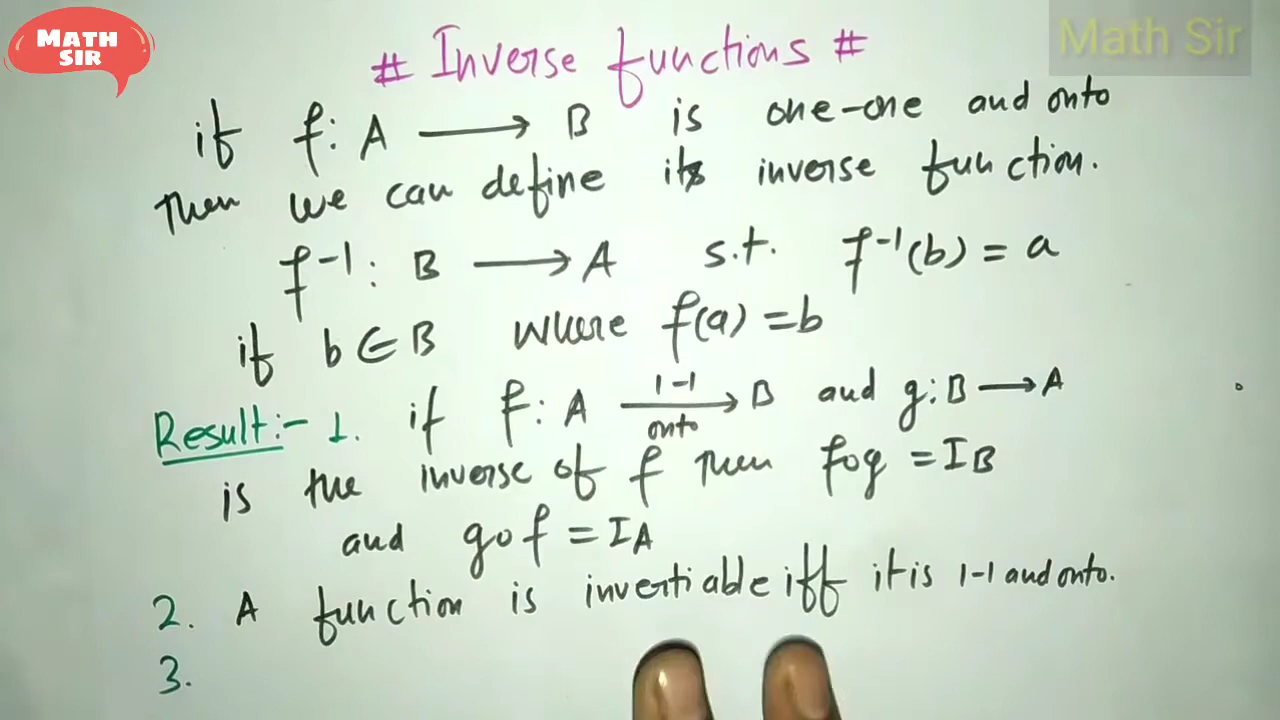 MATH SIR
Math Sir
# Inverse functions #
if f: A ⟶ B is one-one and onto
Then we can define its inverse function.
f⁻¹: B ⟶ A s.t. f⁻¹(b) = a
if b ∈ B where f(a) = b
Result:- 1. if f: A 1-1 ⟶ onto B and g: B ⟶ A
is the inverse of f Then fog = I_B
and gof = I_A
2. A function is invertiable iff it is 1-1 and onto.
3.